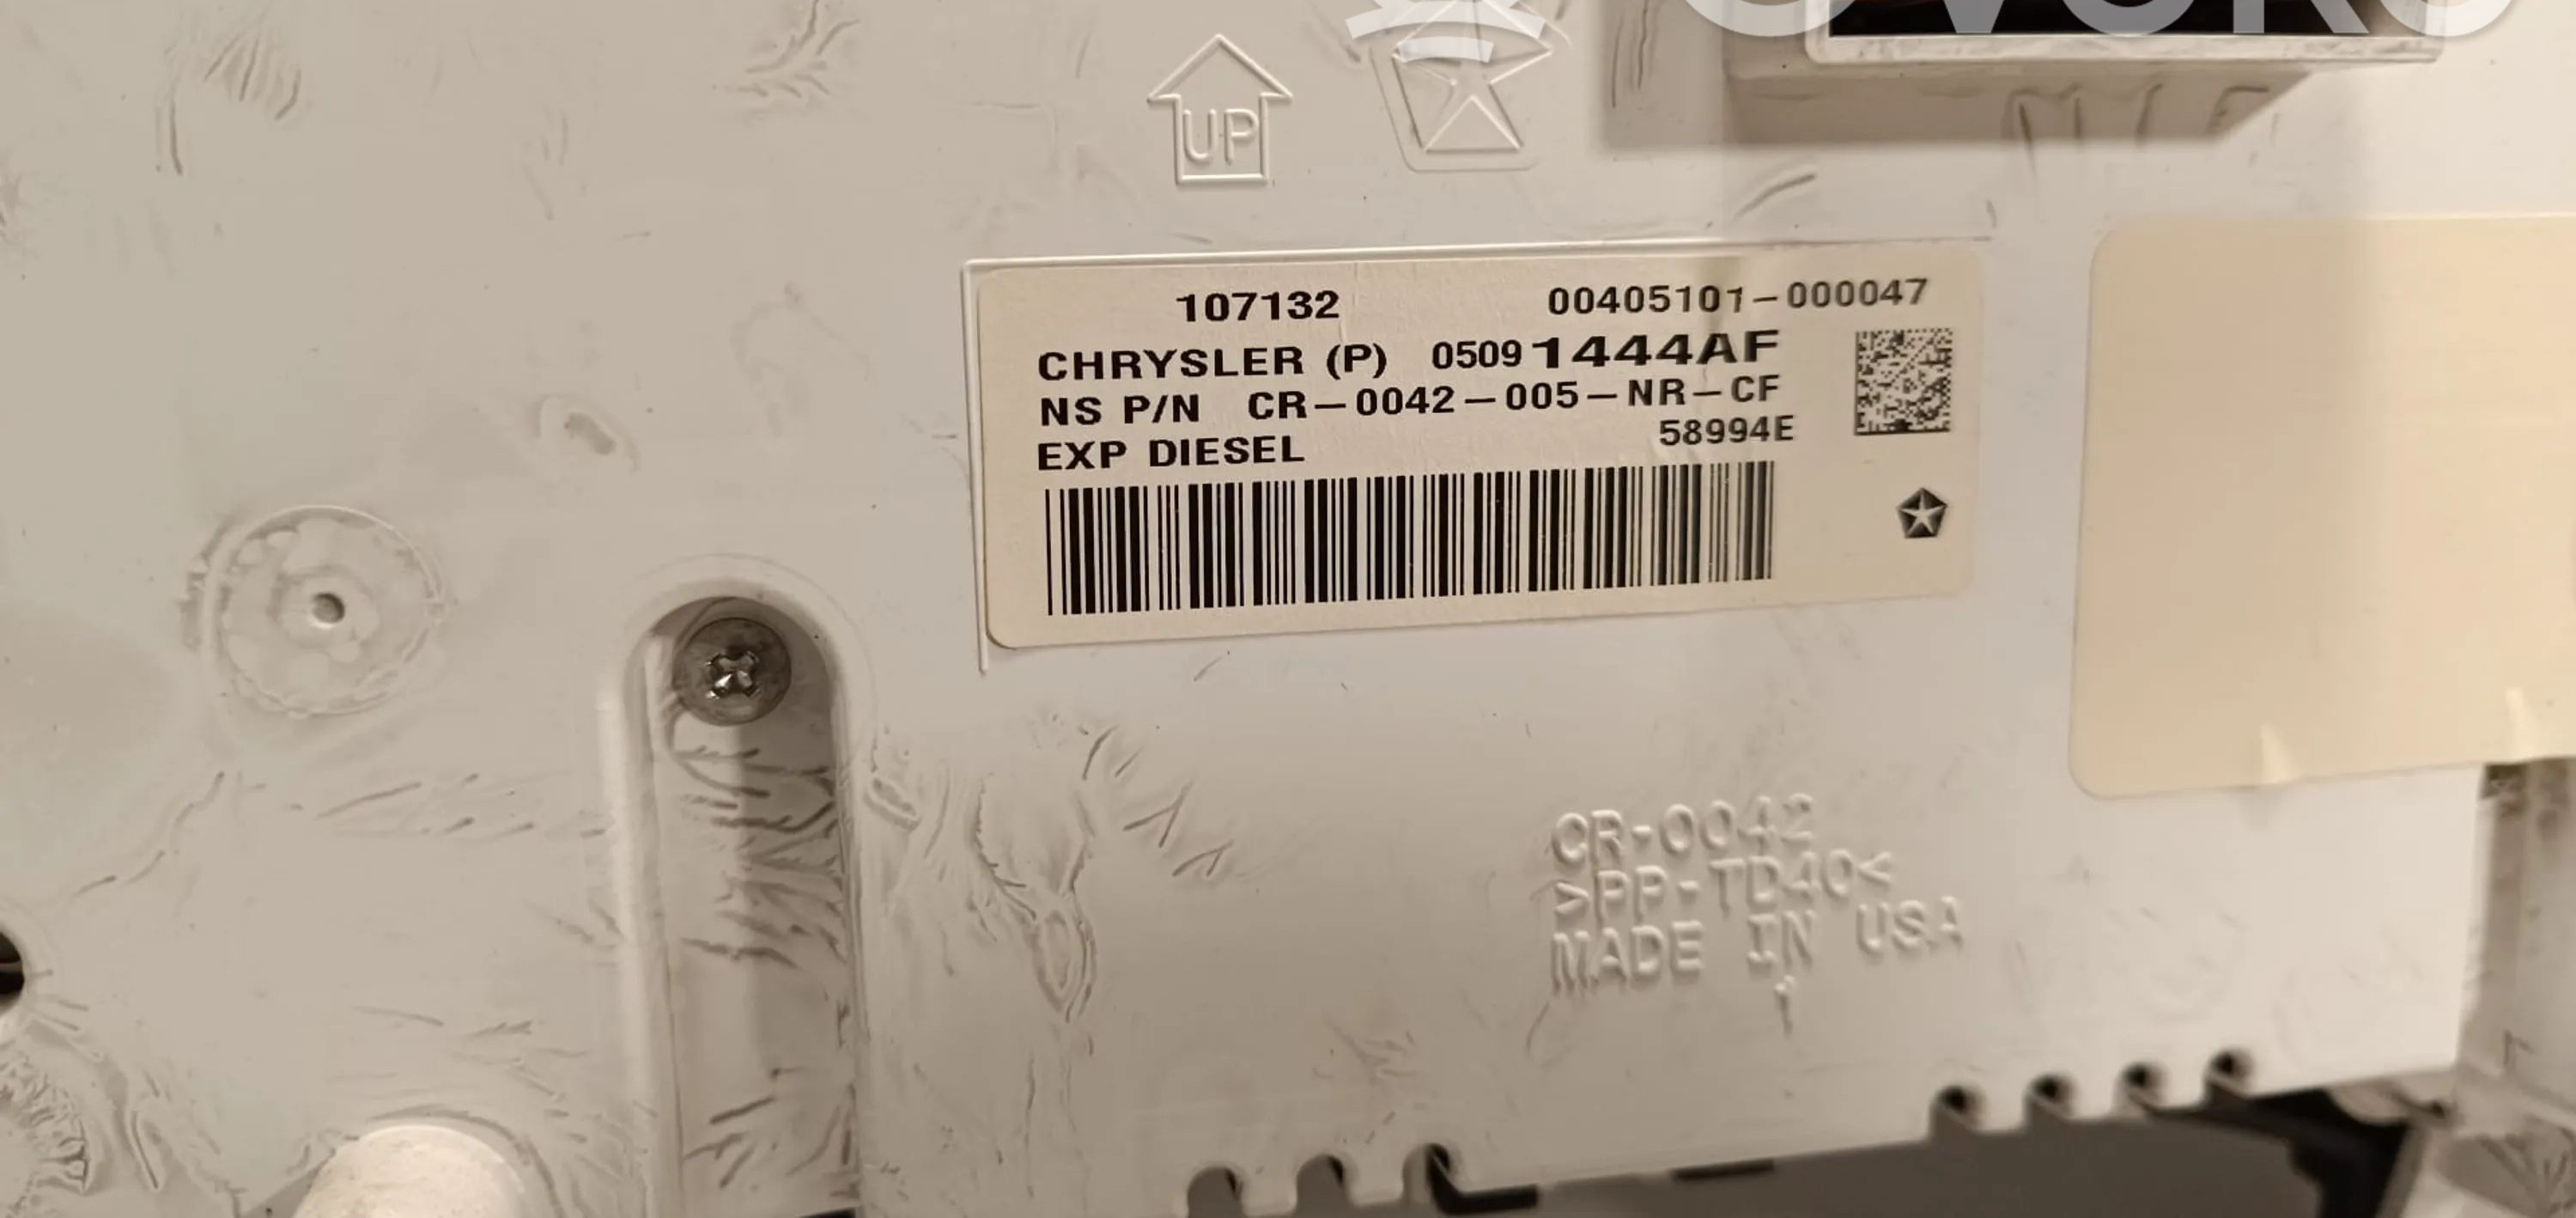 UP
107132 00405101-000047
CHRYSLER (P) 05091444AF
NS P/N CR-0042-005-NR-CF
EXP DIESEL 58994E
CR-0042
>PP-TD40<
MADE IN USA
1